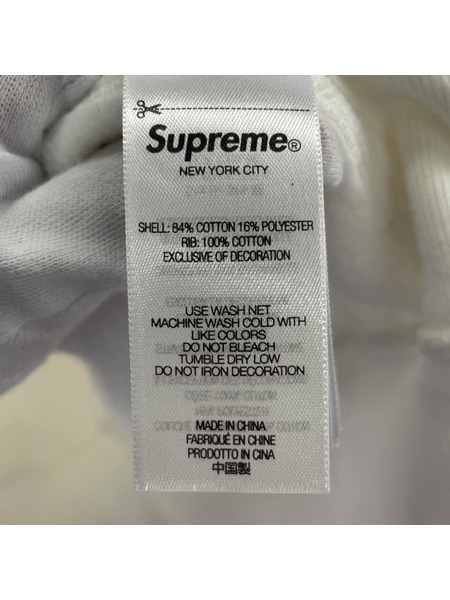 Supreme®
NEW YORK CITY
SHELL: 84% COTTON 16% POLYESTER
RIB: 100% COTTON
EXCLUSIVE OF DECORATION
USE WASH NET
MACHINE WASH COLD WITH
LIKE COLORS
DO NOT BLEACH
TUMBLE DRY LOW
DO NOT IRON DECORATION
MADE IN CHINA
FABRIQUÉ EN CHINE
PRODOTTO IN CINA
中国製